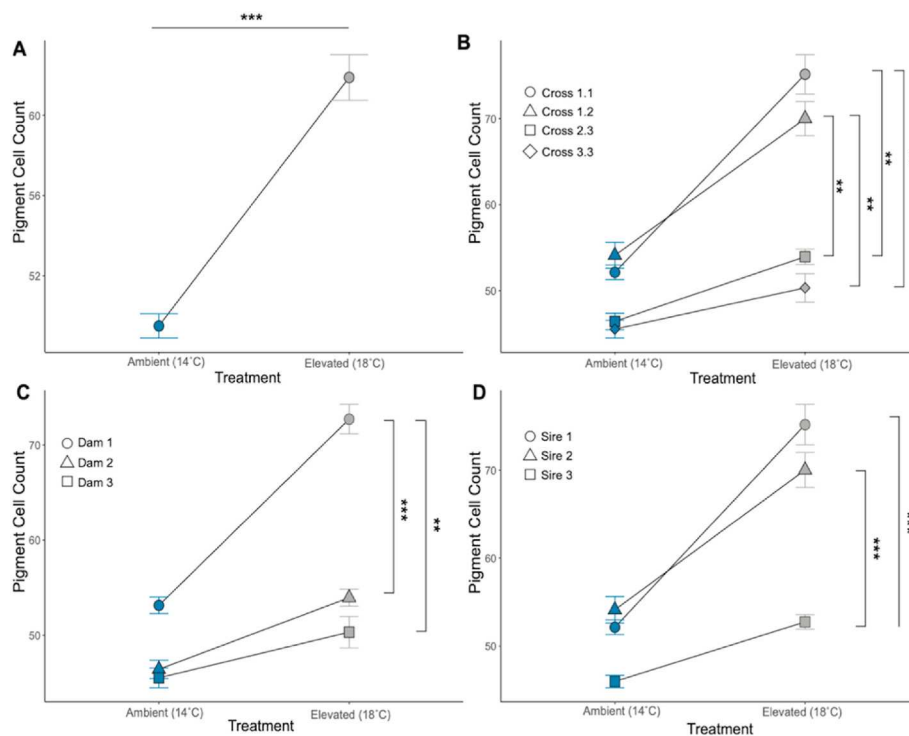 ***
A
60
56
52
Pigment Cell Count
Ambient (14˚C)
Elevated (18˚C)
Treatment
B
Cross 1.1
Cross 1.2
Cross 2.3
Cross 3.3
70
60
50
Pigment Cell Count
**
**
**
Ambient (14˚C)
Elevated (18˚C)
Treatment
C
Dam 1
Dam 2
Dam 3
70
60
50
Pigment Cell Count
***
**
Ambient (14˚C)
Elevated (18˚C)
Treatment
D
Sire 1
Sire 2
Sire 3
70
60
50
Pigment Cell Count
***
Ambient (14˚C)
Elevated (18˚C)
Treatment